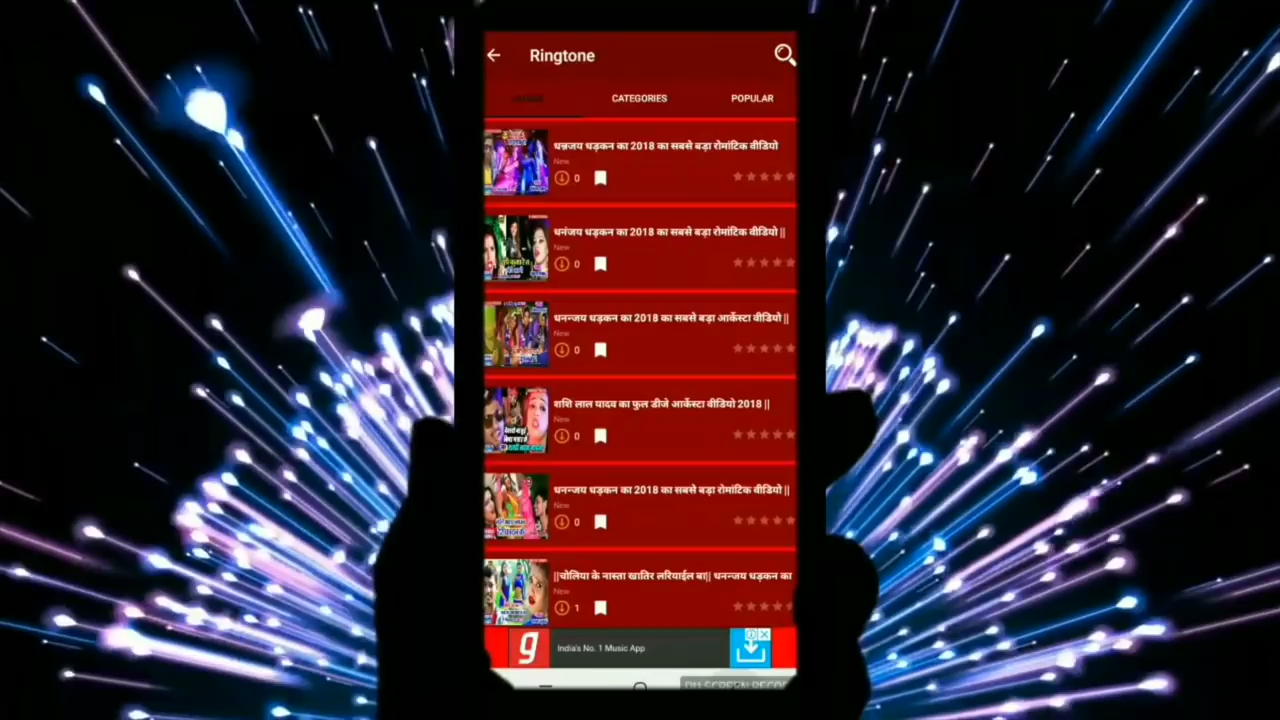 Ringtone
CATEGORIES
POPULAR
धन्नजय धड़कन का 2018 का सबसे बड़ा रोमांटिक वीडियो
New
0
धनंजय धड़कन का 2018 का सबसे बड़ा रोमांटिक वीडियो ||
New
0
धनन्जय धड़कन का 2018 का सबसे बड़ा आर्केस्टा वीडियो ||
New
0
शशि लाल यादव का फुल डीजे आर्केस्टा वीडियो 2018 ||
New
0
धनन्जय धड़कन का 2018 का सबसे बड़ा रोमांटिक वीडियो ||
New
0
||चोलिया के नास्ता खातिर लरियाईल बा|| धनन्जय धड़कन का
New
1
g
India's No. 1 Music App